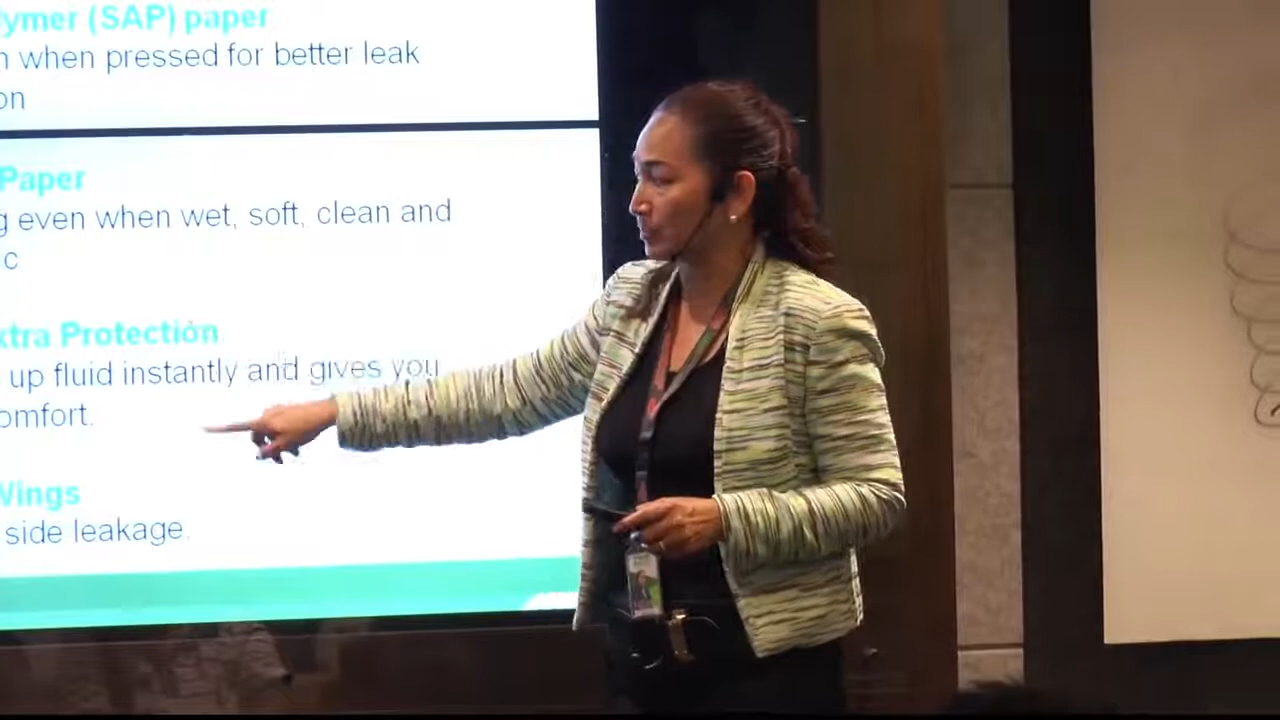 lymer (SAP) paper
n when pressed for better leak
on
Paper
g even when wet, soft, clean and
c
xtra Protection
up fluid instantly and gives you
omfort.
Wings
side leakage.